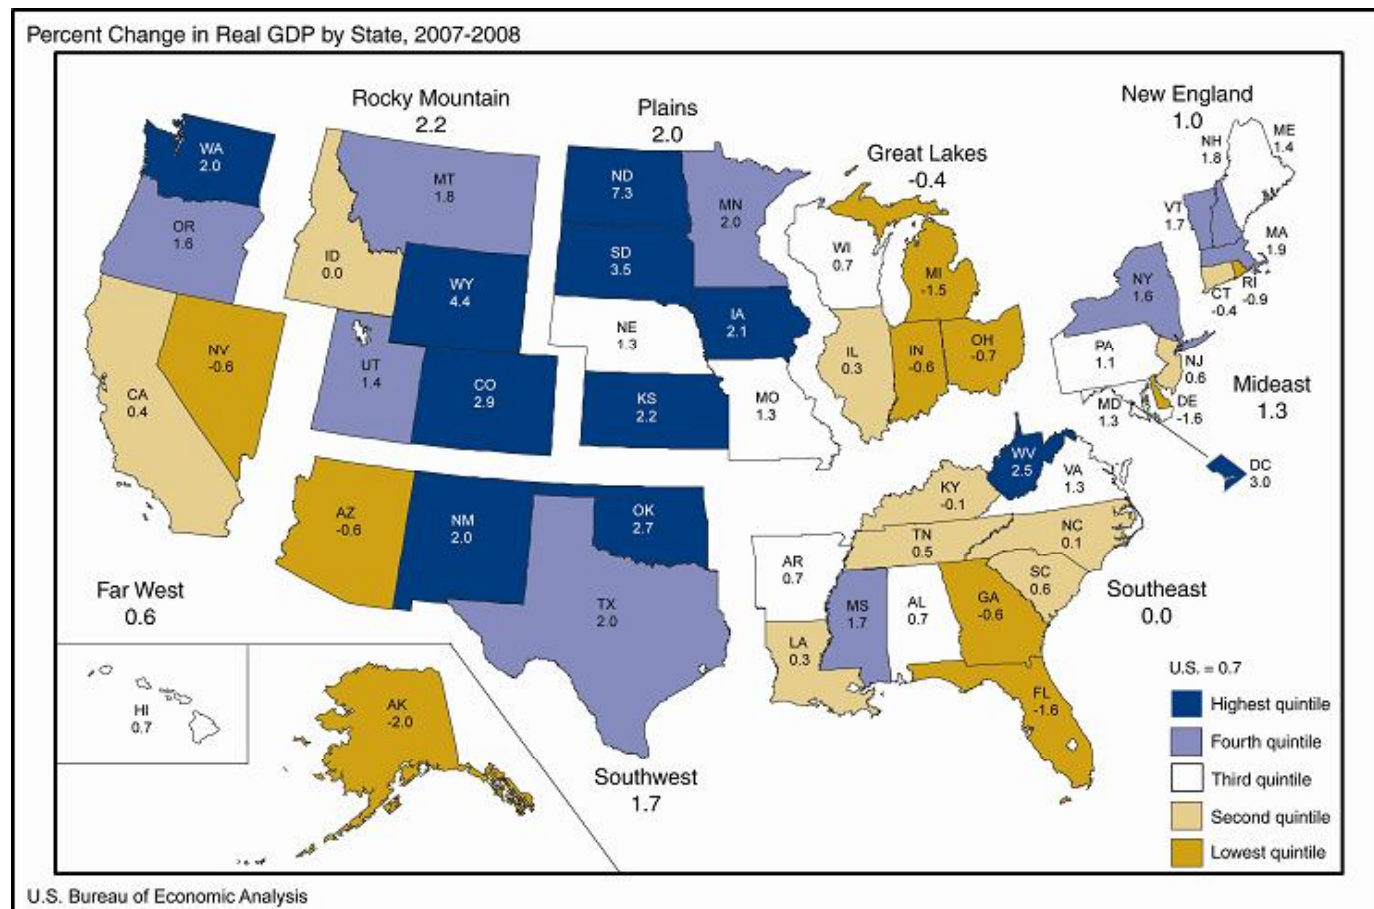 Percent Change in Real GDP by State, 2007-2008
Rocky Mountain
2.2
Plains
2.0
New England
1.0
Great Lakes
-0.4
WA
2.0
OR
1.6
CA
0.4
NV
-0.6
ID
0.0
MT
1.8
WY
4.4
UT
1.4
CO
2.9
ND
7.3
SD
3.5
NE
1.3
KS
2.2
MN
2.0
IA
2.1
MO
1.3
WI
0.7
IL
0.3
MI
-1.5
IN
-0.6
OH
-0.7
NH
1.8
ME
1.4
VT
1.7
MA
1.9
RI
-0.9
CT
-0.4
NY
1.6
PA
1.1
NJ
0.6
MD
1.3
DE
-1.6
Mideast
1.3
DC
3.0
AZ
-0.6
NM
2.0
OK
2.7
TX
2.0
AR
0.7
LA
0.3
MS
1.7
AL
0.7
GA
-0.6
FL
-1.6
SC
0.6
NC
0.1
TN
0.5
KY
-0.1
WV
2.5
VA
1.3
Southeast
0.0
Far West
0.6
HI
0.7
AK
-2.0
Southwest
1.7
U.S. = 0.7
Highest quintile
Fourth quintile
Third quintile
Second quintile
Lowest quintile
U.S. Bureau of Economic Analysis